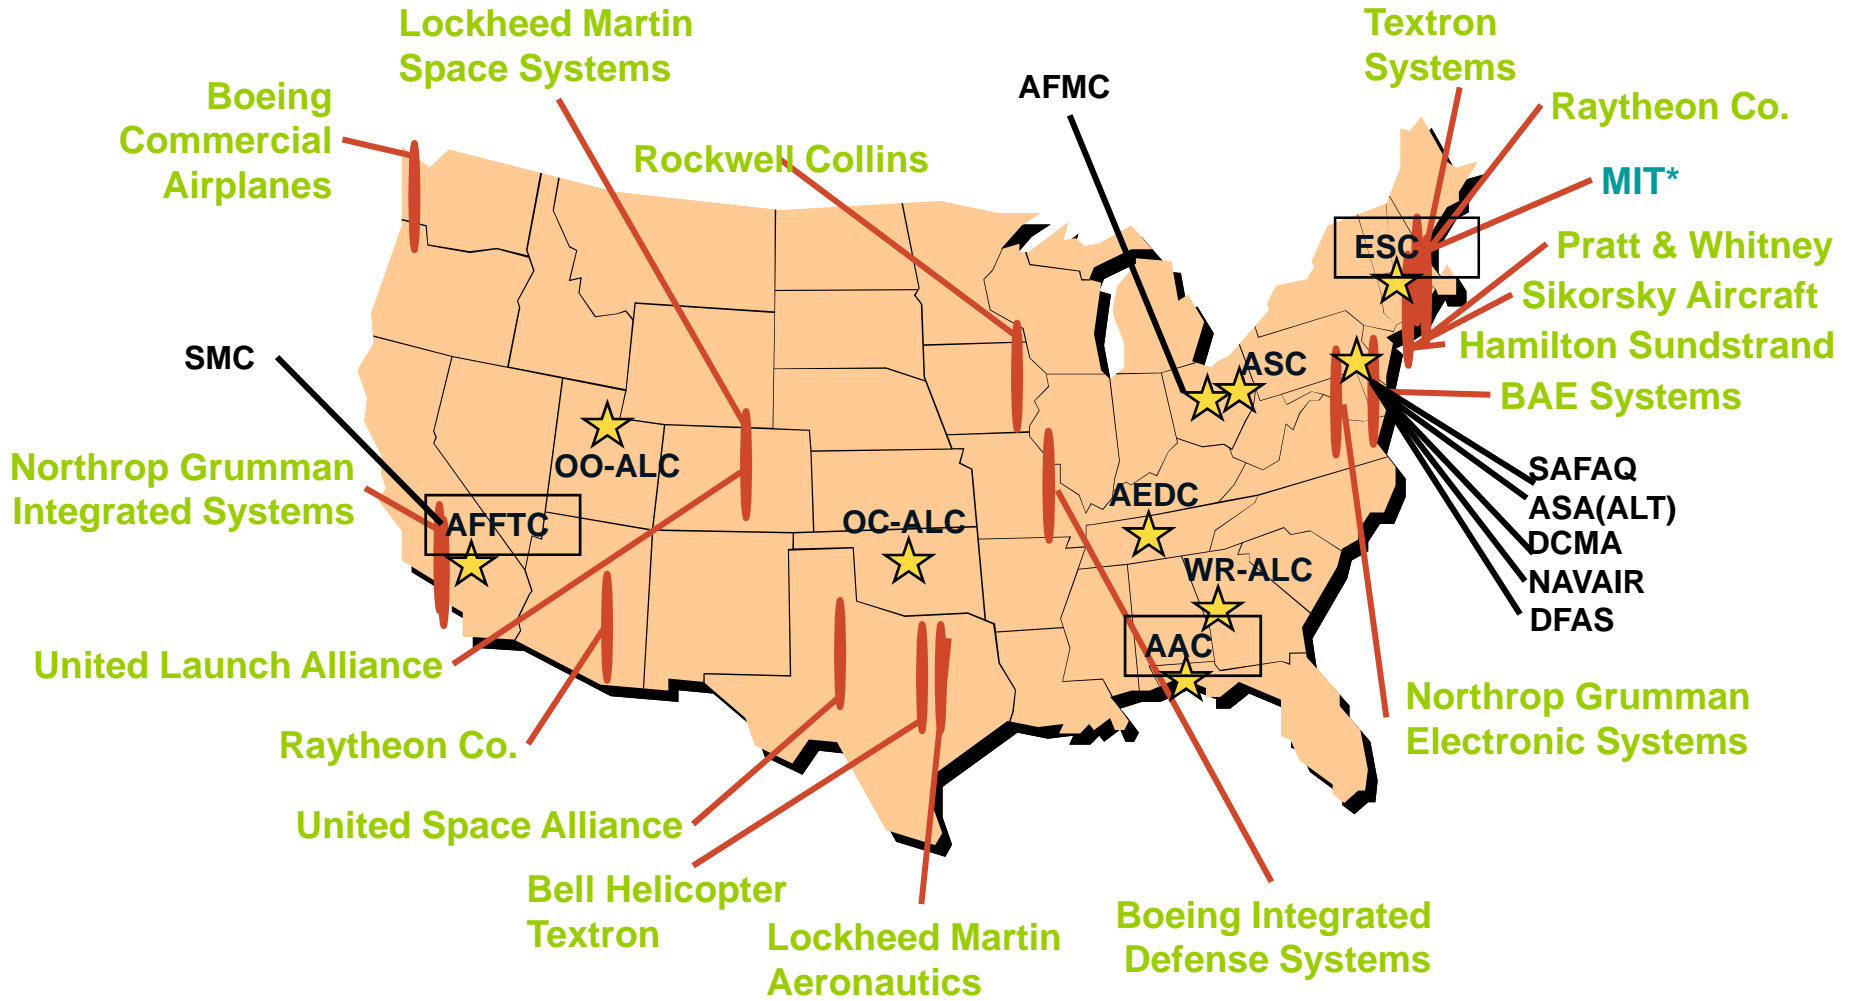 Lockheed Martin
Space Systems
Textron
Systems
AFMC
Boeing
Commercial
Airplanes
Raytheon Co.
Rockwell Collins
MIT*
ESC
Pratt & Whitney
Sikorsky Aircraft
Hamilton Sundstrand
SMC
ASC
BAE Systems
Northrop Grumman
Integrated Systems
OO-ALC
SAFAQ
ASA(ALT)
DCMA
NAVAIR
DFAS
AFFTC
OC-ALC
AEDC
WR-ALC
AAC
United Launch Alliance
Raytheon Co.
Northrop Grumman
Electronic Systems
United Space Alliance
Bell Helicopter
Textron
Lockheed Martin
Aeronautics
Boeing Integrated
Defense Systems